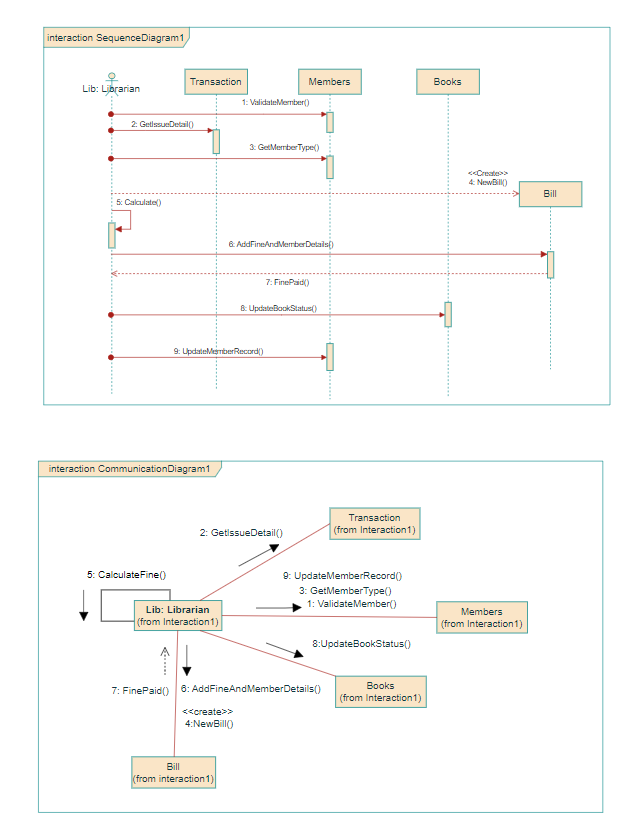 interaction SequenceDiagram1
Lib: Librarian
Transaction
Members
Books
1: ValidateMember()
2: GetIssueDetail()
3: GetMemberType()
<<Create>>
4: NewBill()
Bill
5: Calculate()
6: AddFineAndMemberDetails()
7: FinePaid()
8: UpdateBookStatus()
9: UpdateMemberRecord()
interaction CommunicationDiagram1
Transaction
(from Interaction1)
2: GetIssueDetail()
5: CalculateFine()
9: UpdateMemberRecord()
3: GetMemberType()
1: ValidateMember()
Lib: Librarian
(from Interaction1)
Members
(from Interaction1)
8:UpdateBookStatus()
Books
(from Interaction1)
7: FinePaid()
6: AddFineAndMemberDetails()
<<create>>
4:NewBill()
Bill
(from interaction1)